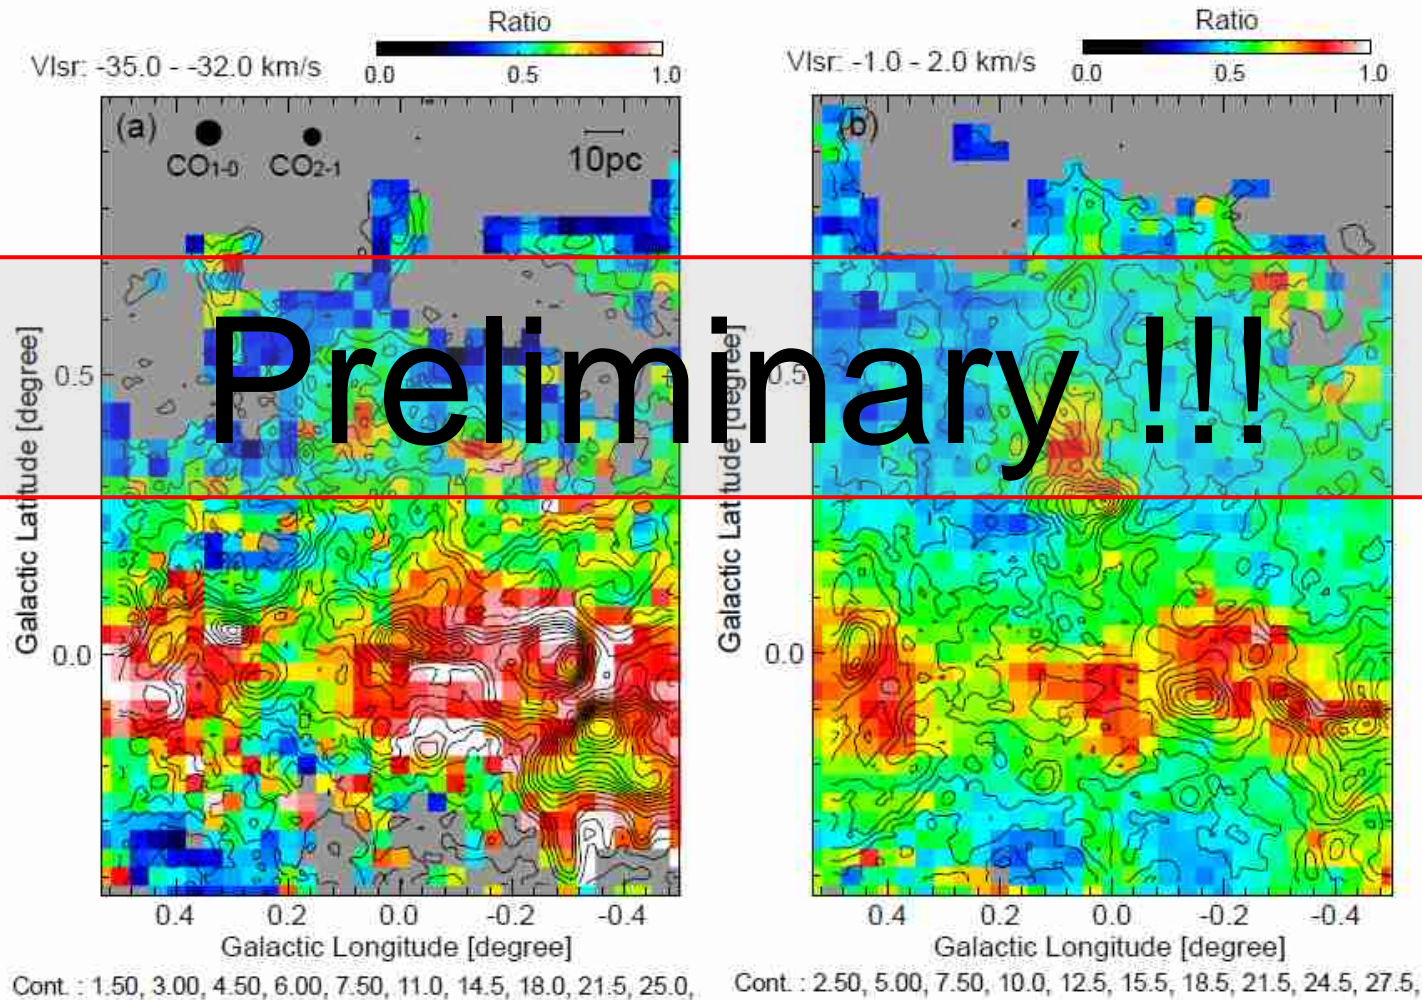 Ratio
Vlsr: -35.0 - -32.0 km/s
0.0 0.5 1.0
(a)
CO1-0 CO2-1
10pc
Galactic Latitude [degree]
0.5
0.0
0.4 0.2 0.0 -0.2 -0.4
Galactic Longitude [degree]
Cont. : 1.50, 3.00, 4.50, 6.00, 7.50, 11.0, 14.5, 18.0, 21.5, 25.0,
Ratio
Vlsr: -1.0 - 2.0 km/s
0.0 0.5 1.0
(b)
Galactic Latitude [degree]
0.5
0.0
0.4 0.2 0.0 -0.2 -0.4
Galactic Longitude [degree]
Cont. : 2.50, 5.00, 7.50, 10.0, 12.5, 15.5, 18.5, 21.5, 24.5, 27.5,
Preliminary !!!